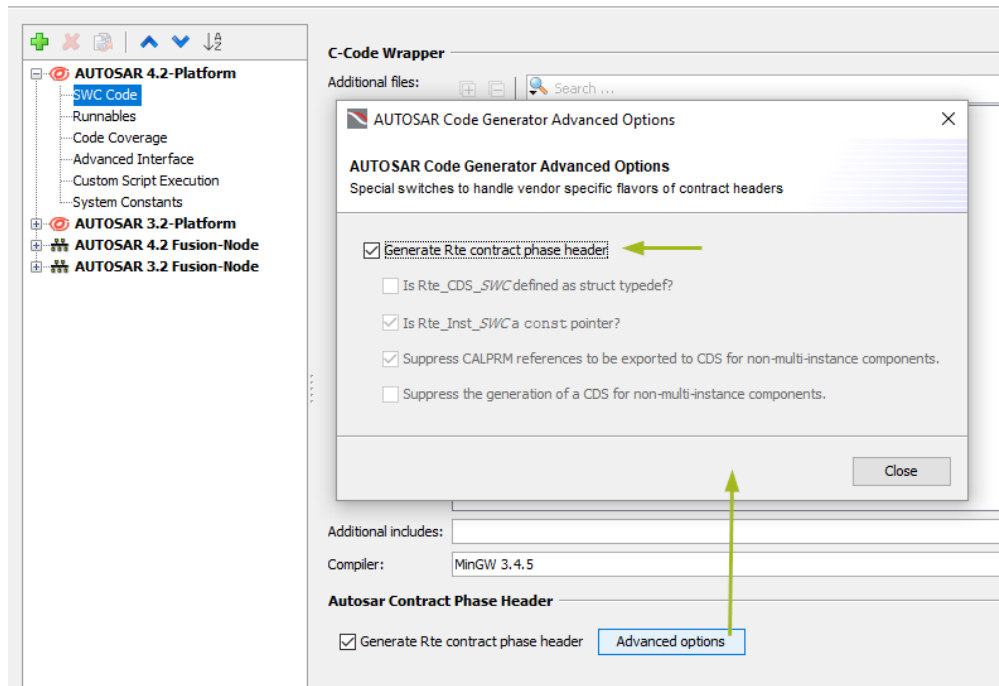 AUTOSAR 4.2-Platform
SWC Code
Runnables
Code Coverage
Advanced Interface
Custom Script Execution
System Constants
AUTOSAR 3.2-Platform
AUTOSAR 4.2 Fusion-Node
AUTOSAR 3.2 Fusion-Node
C-Code Wrapper
Additional files:
Search ...
AUTOSAR Code Generator Advanced Options
AUTOSAR Code Generator Advanced Options
Special switches to handle vendor specific flavors of contract headers
Generate Rte contract phase header
Is Rte_CDS_SWC defined as struct typedef?
Is Rte_Inst_SWC a const pointer?
Suppress CALPRM references to be exported to CDS for non-multi-instance components.
Suppress the generation of a CDS for non-multi-instance components.
Close
Additional includes:
Compiler: MinGW 3.4.5
Autosar Contract Phase Header
Generate Rte contract phase header Advanced options